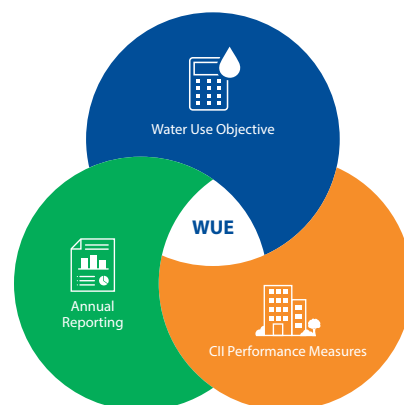 Water Use Objective
WUE
Annual
Reporting
CII Performance Measures